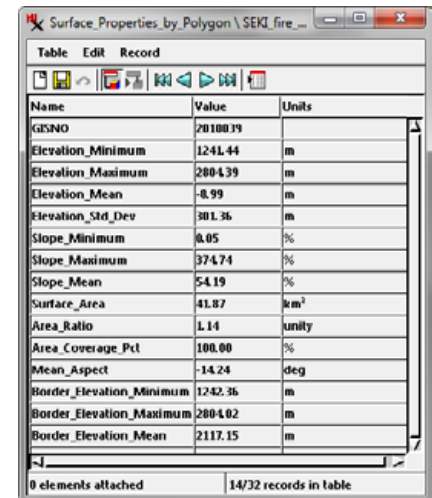 Surface_Properties_by_Polygon \ SEKI_fire_...
Table Edit Record
Name Value Units
GISNO 2010039
Elevation_Minimum 1241.44 m
Elevation_Maximum 2804.39 m
Elevation_Mean -8.99 m
Elevation_Std_Dev 301.36 m
Slope_Minimum 0.05 %
Slope_Maximum 374.74 %
Slope_Mean 54.19 %
Surface_Area 41.87 km²
Area_Ratio 1.14 unity
Area_Coverage_Pct 100.00 %
Mean_Aspect -14.24 deg
Border_Elevation_Minimum 1242.36 m
Border_Elevation_Maximum 2804.02 m
Border_Elevation_Mean 2117.15 m
0 elements attached 14/32 records in table